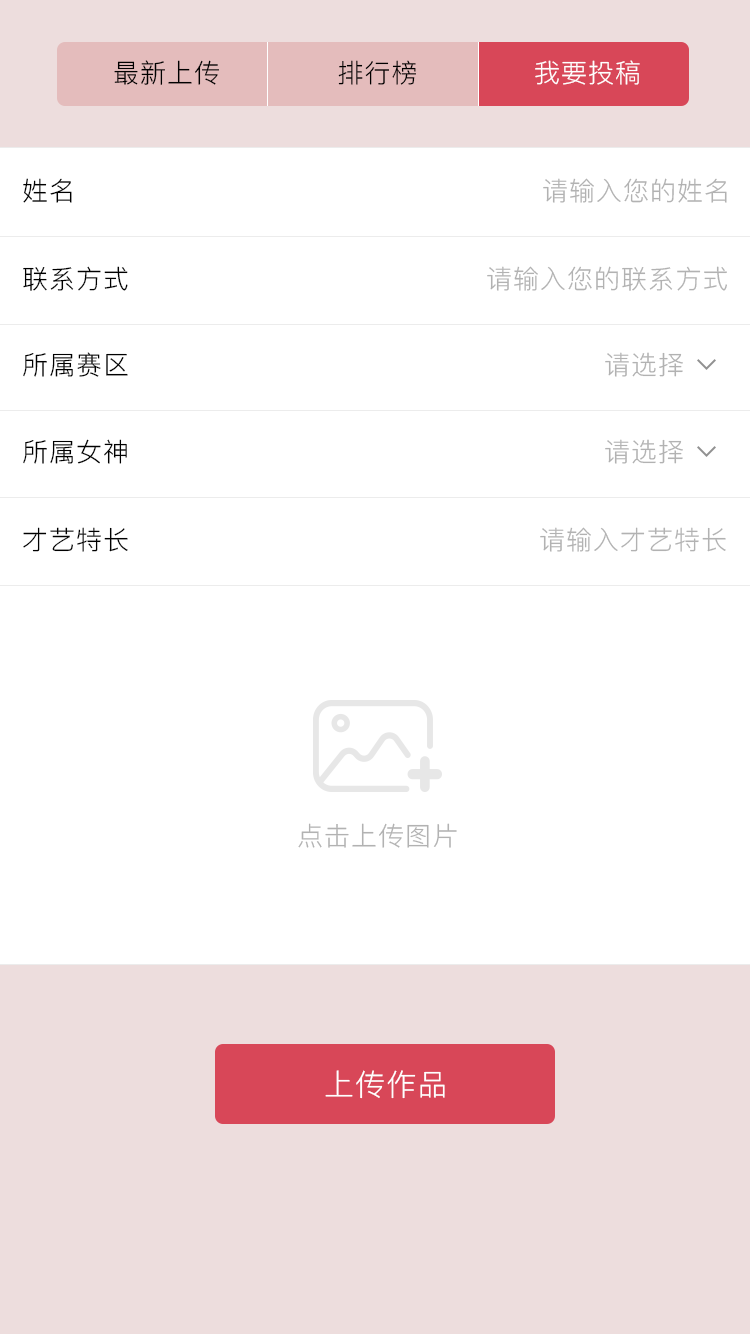 最新上传 排行榜 我要投稿
姓名 请输入您的姓名
联系方式 请输入您的联系方式
所属赛区 请选择
所属女神 请选择
才艺特长 请输入才艺特长
点击上传图片
上传作品